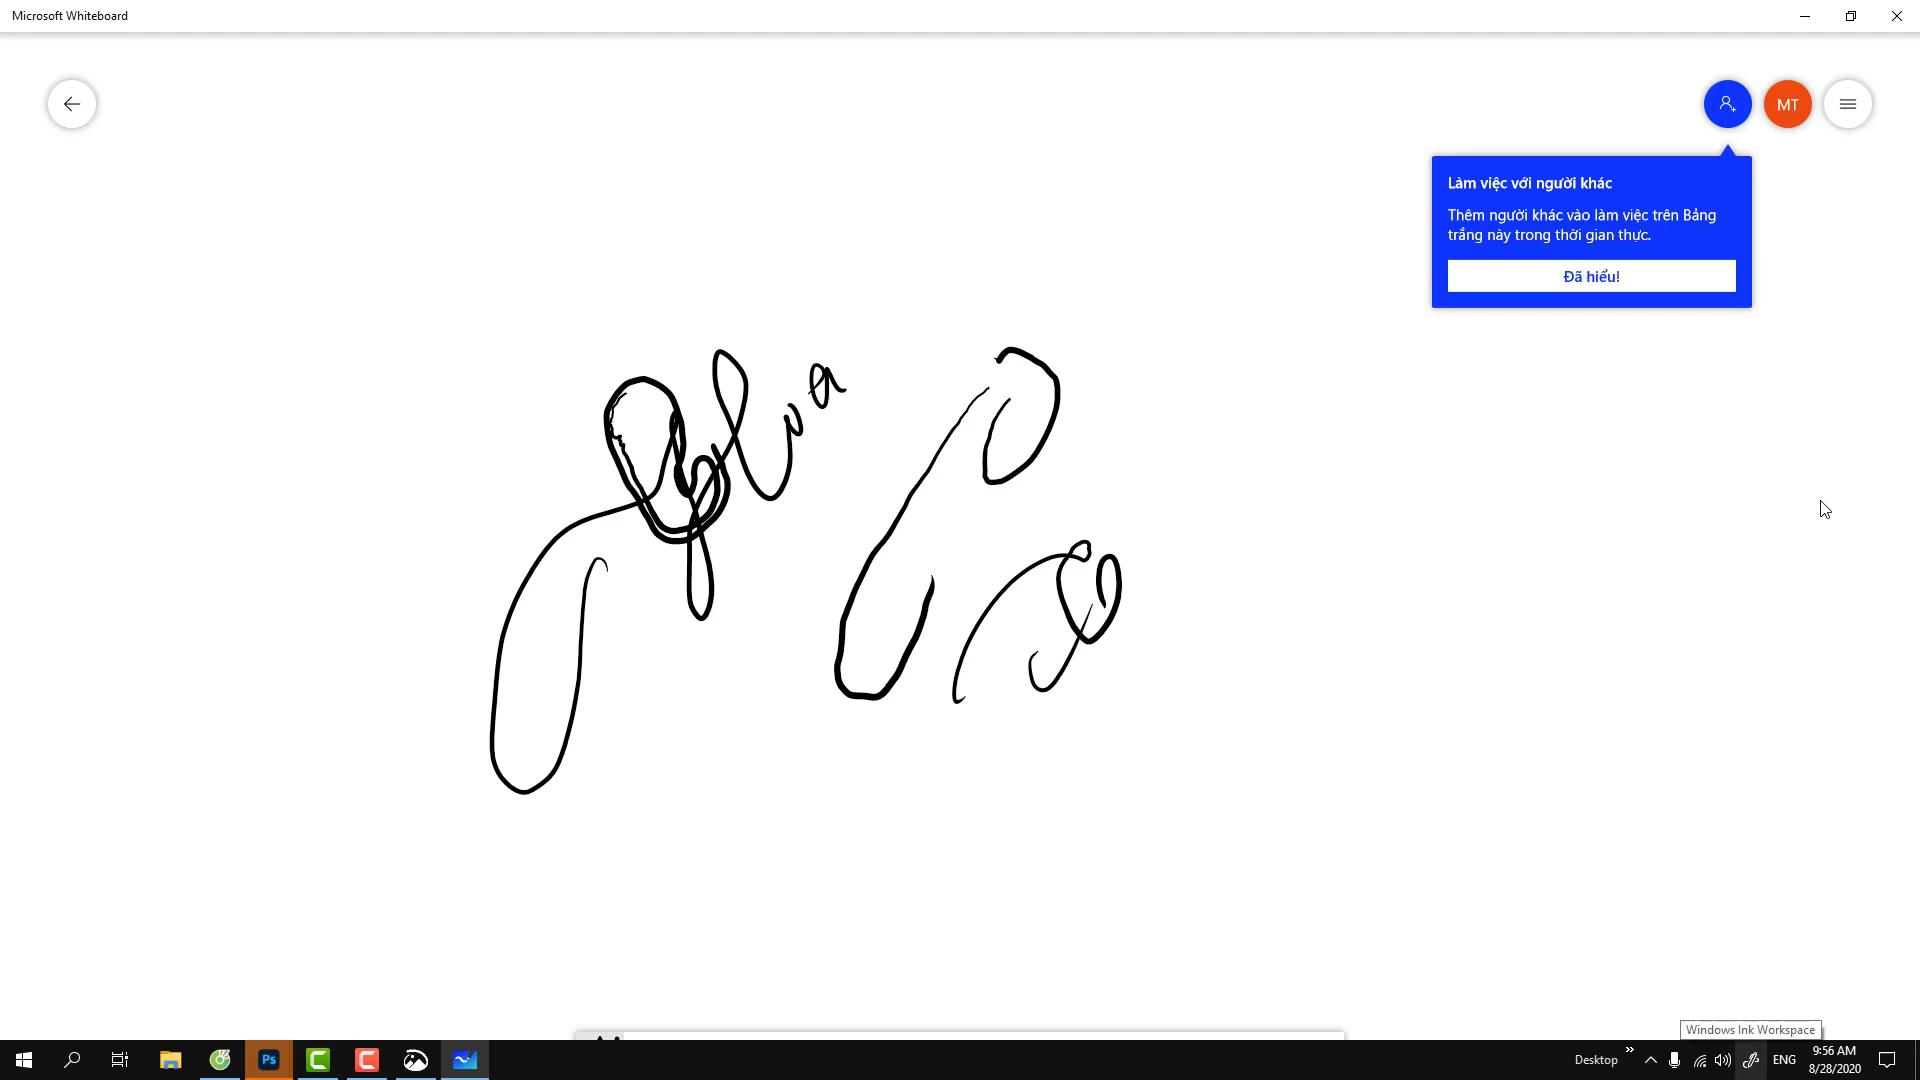 Microsoft Whiteboard
MT
Làm việc với người khác
Thêm người khác vào làm việc trên Bảng
trắng này trong thời gian thực.
Đã hiểu!
Windows Ink Workspace
Ps
Desktop
ENG
9:56 AM
8/28/2020